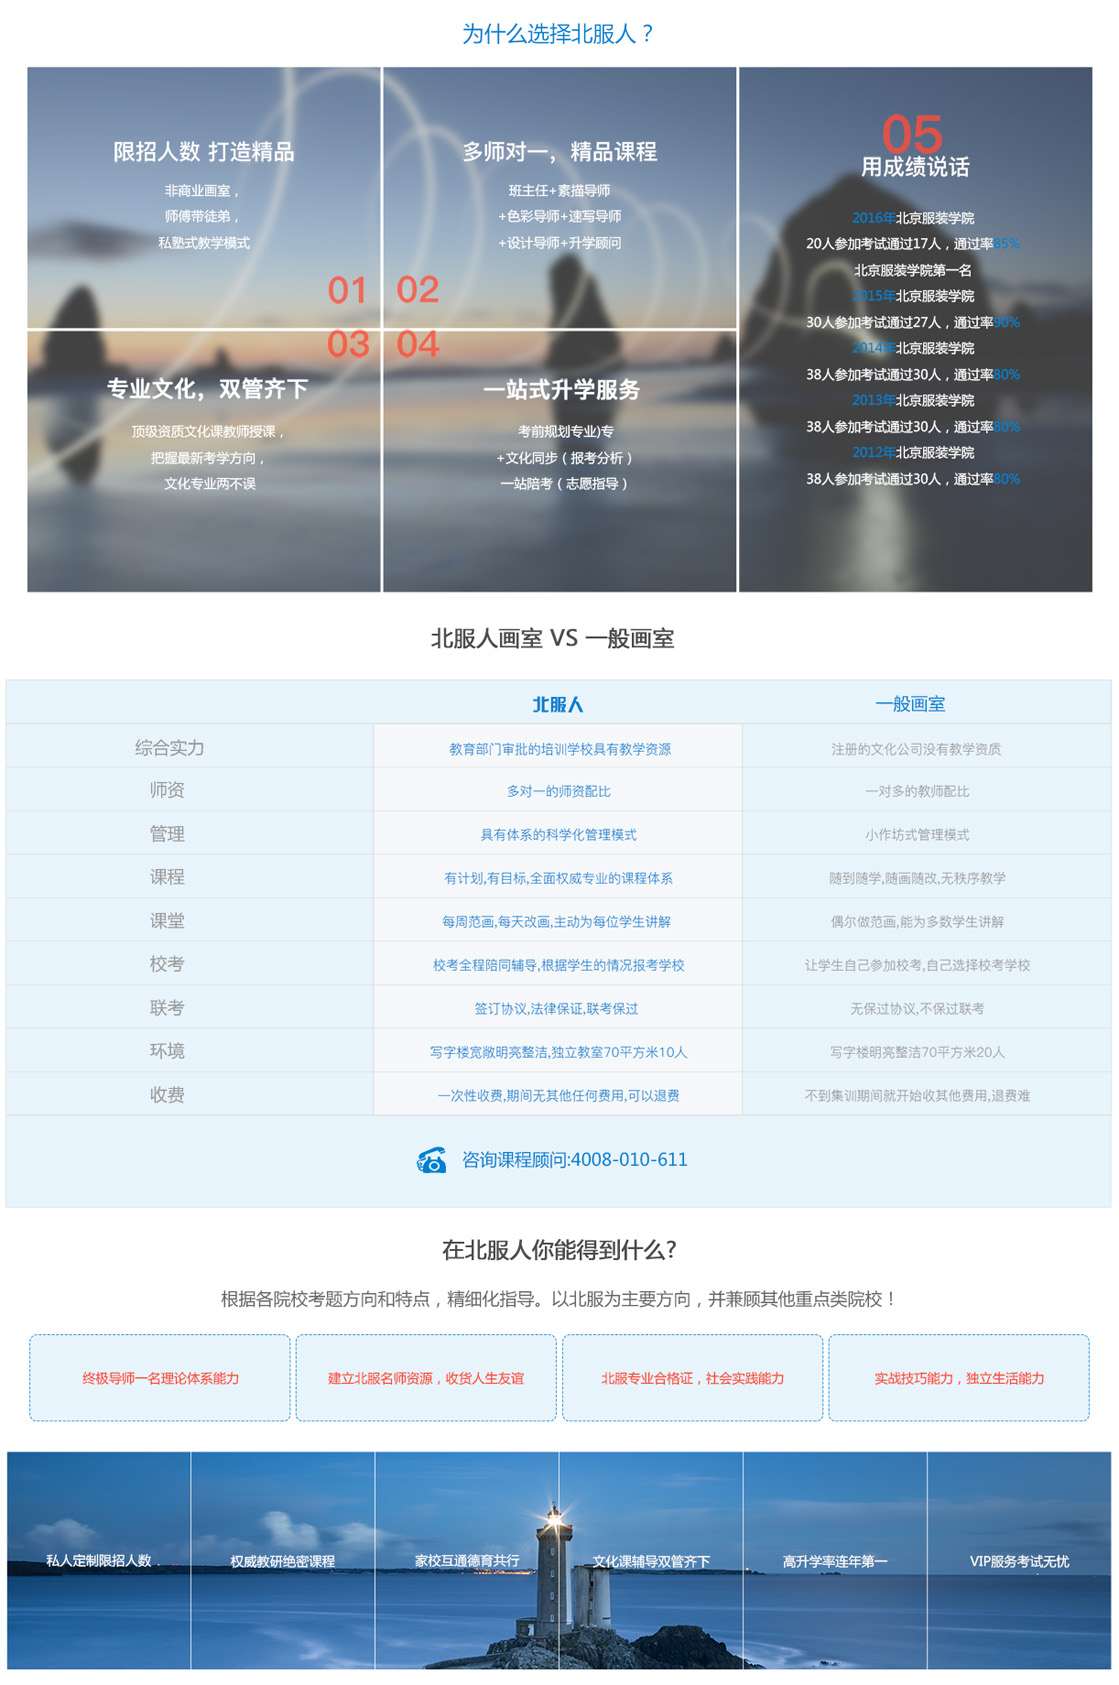 为什么选择北服人？
限招人数 打造精品
非商业画室，
师傅带徒弟，
私塾式教学模式
01
多师对一，精品课程
班主任+素描导师
+色彩导师+速写导师
+设计导师+升学顾问
02
03
专业文化，双管齐下
顶级资质文化课教师授课，
把握最新考学方向，
文化专业两不误
04
一站式升学服务
考前规划专业)专
+文化同步（报考分析）
一站陪考（志愿指导）
05
用成绩说话
2016年北京服装学院
20人参加考试通过17人，通过率85%
北京服装学院第一名
2015年北京服装学院
30人参加考试通过27人，通过率90%
2014年北京服装学院
38人参加考试通过30人，通过率80%
2013年北京服装学院
38人参加考试通过30人，通过率80%
2012年北京服装学院
38人参加考试通过30人，通过率80%
北服人画室 VS 一般画室
北服人 一般画室
综合实力 教育部门审批的培训学校具有教学资源 注册的文化公司没有教学资质
师资 多对一的师资配比 一对多的教师配比
管理 具有体系的科学化管理模式 小作坊式管理模式
课程 有计划,有目标,全面权威专业的课程体系 随到随学,随画随改,无秩序教学
课堂 每周范画,每天改画,主动为每位学生讲解 偶尔做范画,能为多数学生讲解
校考 校考全程陪同辅导,根据学生的情况报考学校 让学生自己参加校考,自己选择校考学校
联考 签订协议,法律保证,联考保过 无保过协议,不保过联考
环境 写字楼宽敞明亮整洁,独立教室70平方米10人 写字楼明亮整洁70平方米20人
收费 一次性收费,期间无其他任何费用,可以退费 不到集训期间就开始收其他费用,退费难
咨询课程顾问:4008-010-611
在北服人你能得到什么?
根据各院校考题方向和特点，精细化指导。以北服为主要方向，并兼顾其他重点类院校！
终极导师一名理论体系能力
建立北服名师资源，收货人生友谊
北服专业合格证，社会实践能力
实战技巧能力，独立生活能力
私人定制限招人数
权威教研绝密课程
家校互通德育共行
文化课辅导双管齐下
高升学率连年第一
VIP服务考试无忧